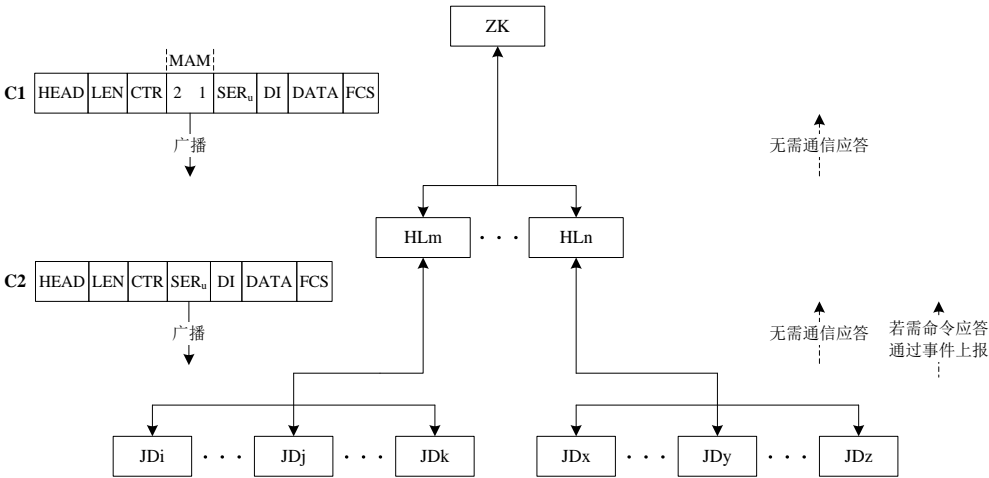 ZK
MAM
C1 HEAD LEN CTR 2 1 SERu DI DATA FCS
广播
无需通信应答
HLm · · · HLn
C2 HEAD LEN CTR SERu DI DATA FCS
广播
无需通信应答
若需命令应答
通过事件上报
JDi · · · JDj · · · JDk JDx · · · JDy · · · JDz